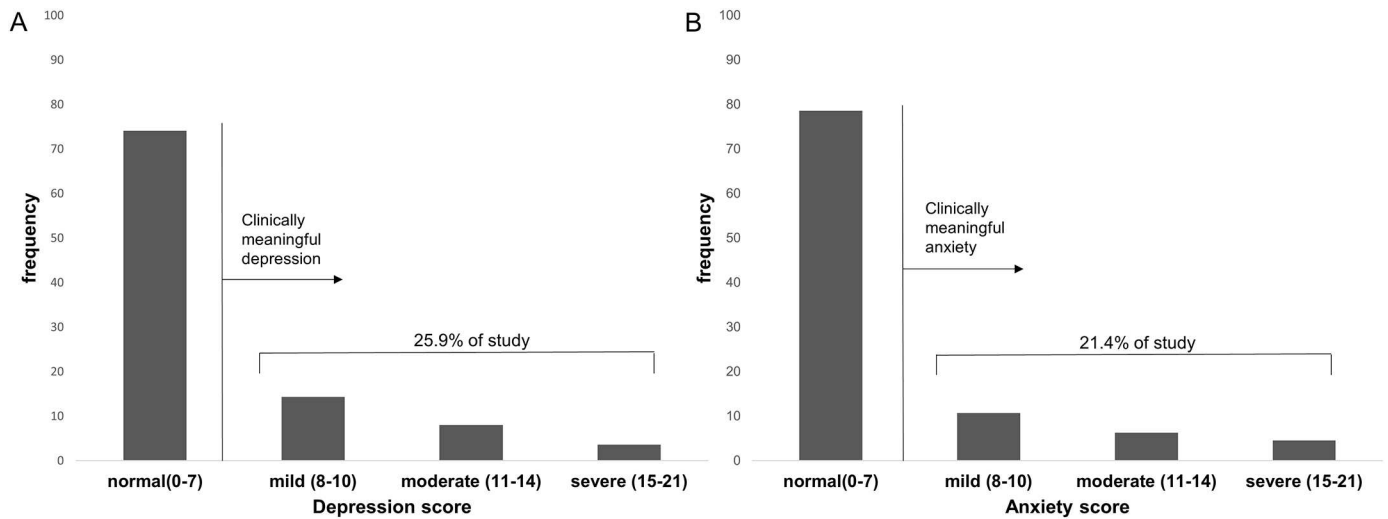 A
100
90
80
70
60
50
40
30
20
10
0
frequency
Clinically
meaningful
depression
25.9% of study
normal(0-7)
mild (8-10)
moderate (11-14)
severe (15-21)
Depression score
B
100
90
80
70
60
50
40
30
20
10
0
frequency
Clinically
meaningful
anxiety
21.4% of study
normal(0-7)
mild (8-10)
moderate (11-14)
severe (15-21)
Anxiety score